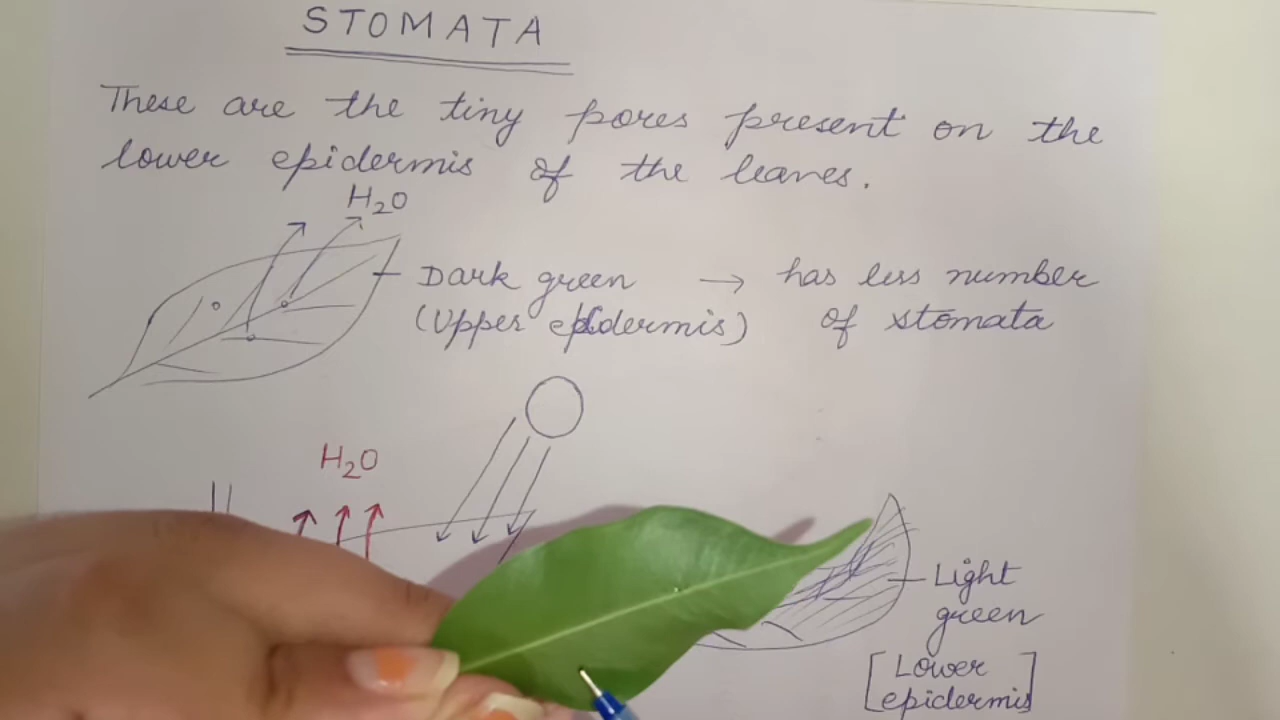 STOMATA
These are the tiny pores present on the
lower epidermis of the leaves.
H₂O
Dark green → has less number
(Upper epidermis) of stomata
H₂O
Light
green
[Lower
epidermis]